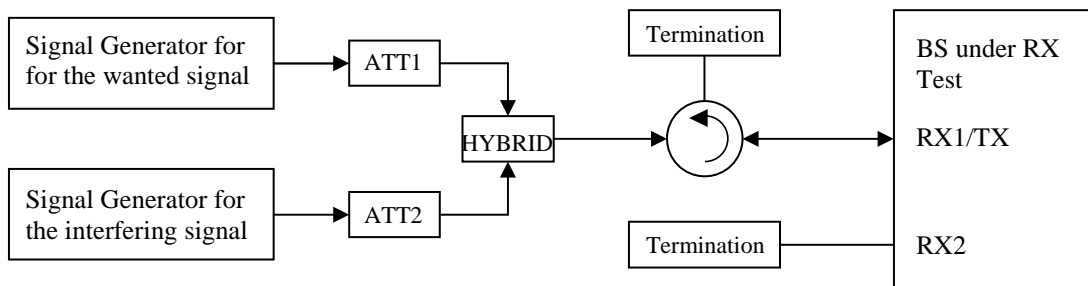 Signal Generator for
for the wanted signal
ATT1
HYBRID
Signal Generator for
the interfering signal
ATT2
Termination
Termination
BS under RX
Test
RX1/TX
RX2